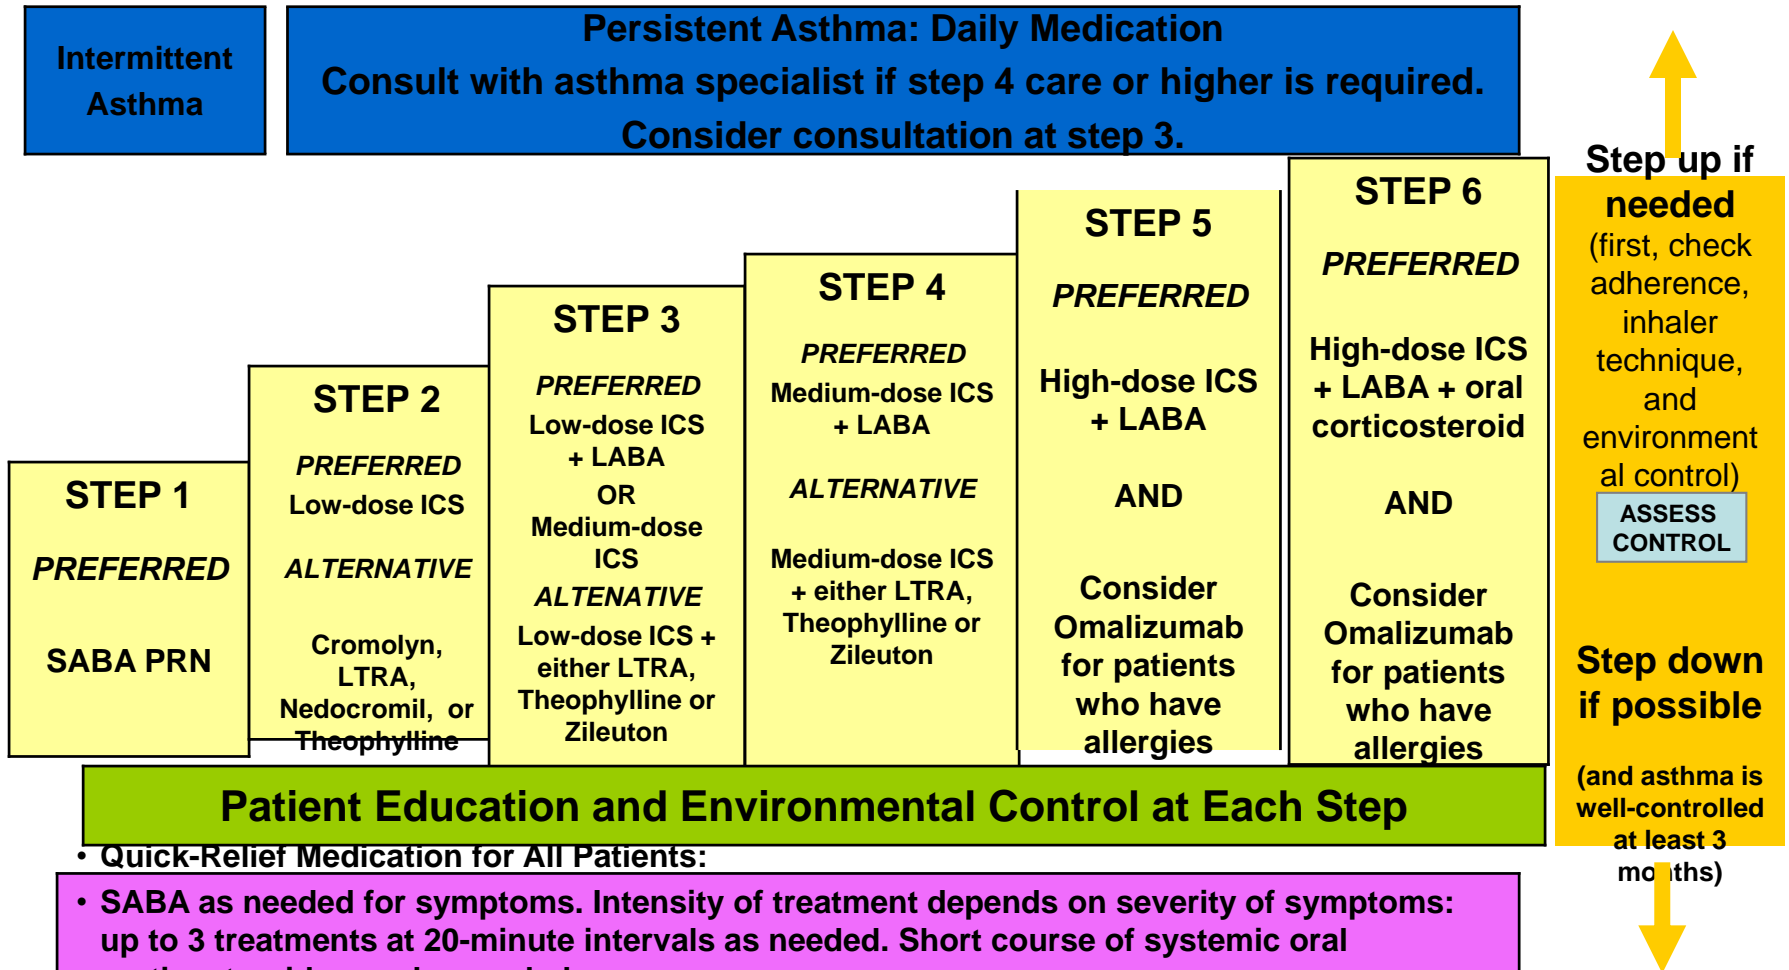 Intermittent
Asthma
Persistent Asthma: Daily Medication
Consult with asthma specialist if step 4 care or higher is required.
Consider consultation at step 3.
STEP 1
PREFERRED
SABA PRN
STEP 2
PREFERRED
Low-dose ICS
ALTERNATIVE
Cromolyn,
LTRA,
Nedocromil, or
Theophylline
STEP 3
PREFERRED
Low-dose ICS
+ LABA
OR
Medium-dose
ICS
ALTENATIVE
Low-dose ICS +
either LTRA,
Theophylline or
Zileuton
STEP 4
PREFERRED
Medium-dose ICS
+ LABA
ALTERNATIVE
Medium-dose ICS
+ either LTRA,
Theophylline or
Zileuton
STEP 5
PREFERRED
High-dose ICS
+ LABA
AND
Consider
Omalizumab
for patients
who have
allergies
STEP 6
PREFERRED
High-dose ICS
+ LABA + oral
corticosteroid
AND
Consider
Omalizumab
for patients
who have
allergies
Step up if
needed
(first, check
adherence,
inhaler
technique,
and
environment
al control)
ASSESS
CONTROL
Step down
if possible
(and asthma is
well-controlled
at least 3
months)
Patient Education and Environmental Control at Each Step
• Quick-Relief Medication for All Patients:
• SABA as needed for symptoms. Intensity of treatment depends on severity of symptoms:
up to 3 treatments at 20-minute intervals as needed. Short course of systemic oral